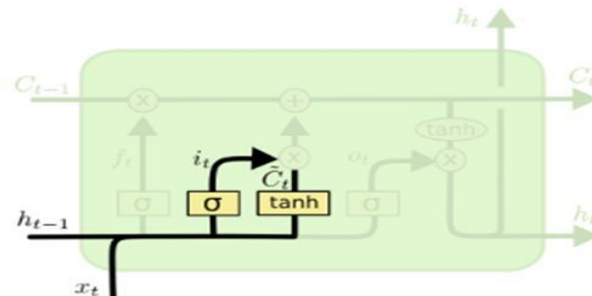 h_t
C_{t-1} × + C_t
tanh
f_t i_t × o_t ×
C̃_t
σ σ tanh σ
h_{t-1} h_t
x_t